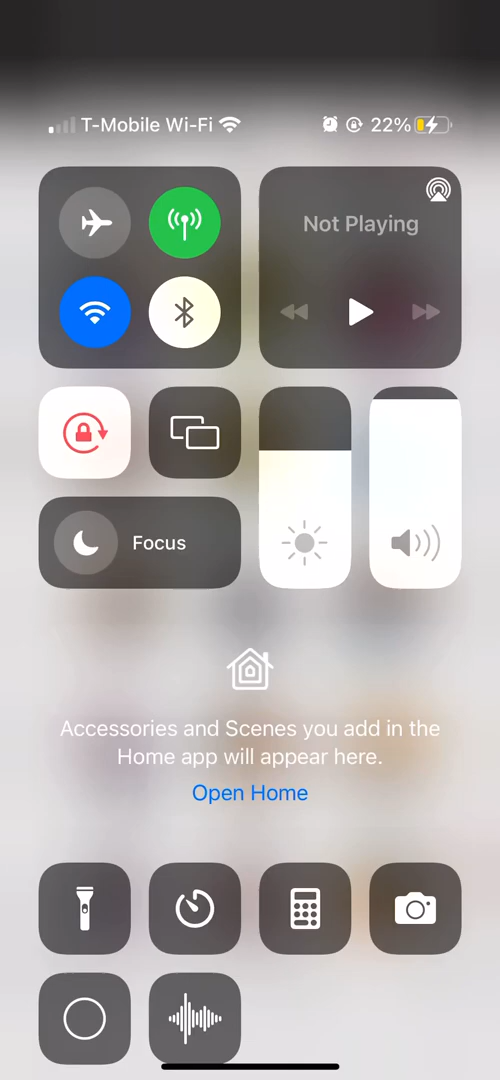 T-Mobile Wi-Fi 22%
Not Playing
Focus
Accessories and Scenes you add in the
Home app will appear here.
Open Home